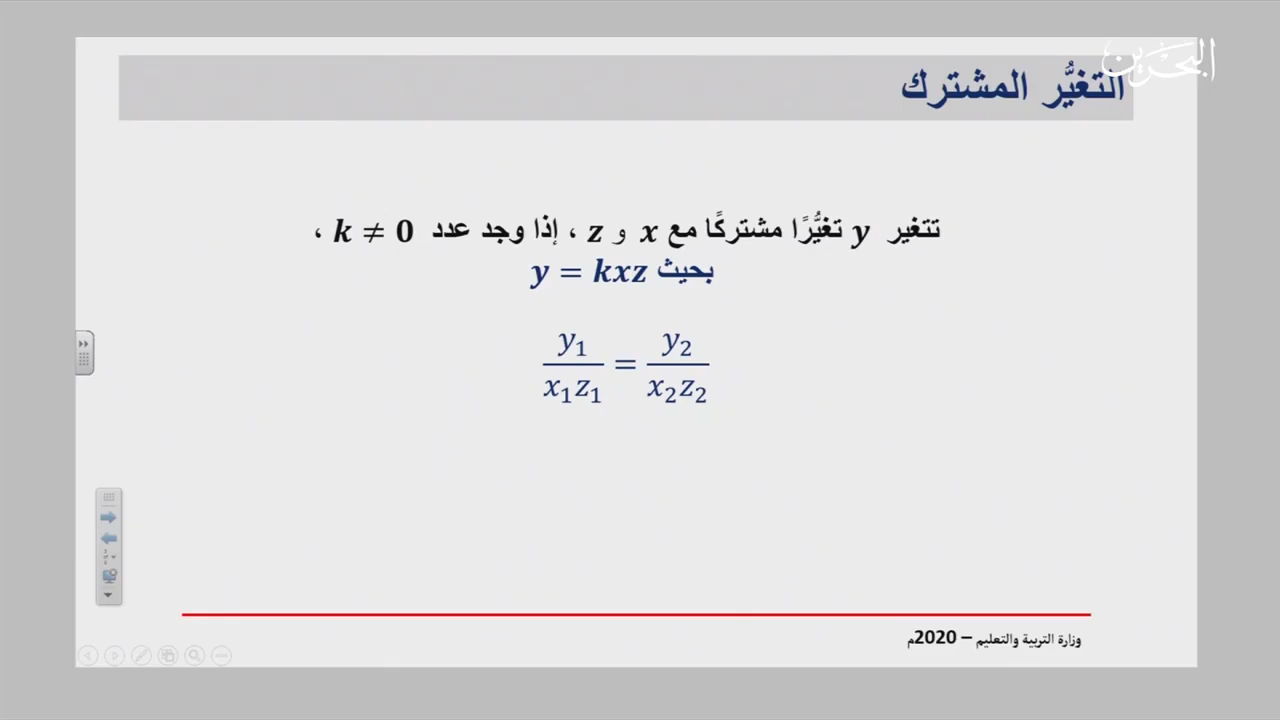 البحرين
التغيُّر المشترك
تتغير y تغيُّرًا مشتركًا مع x و z ، إذا وجد عدد k ≠ 0 ،
بحيث y = kxz
y₁/x₁z₁ = y₂/x₂z₂
وزارة التربية والتعليم – 2020م